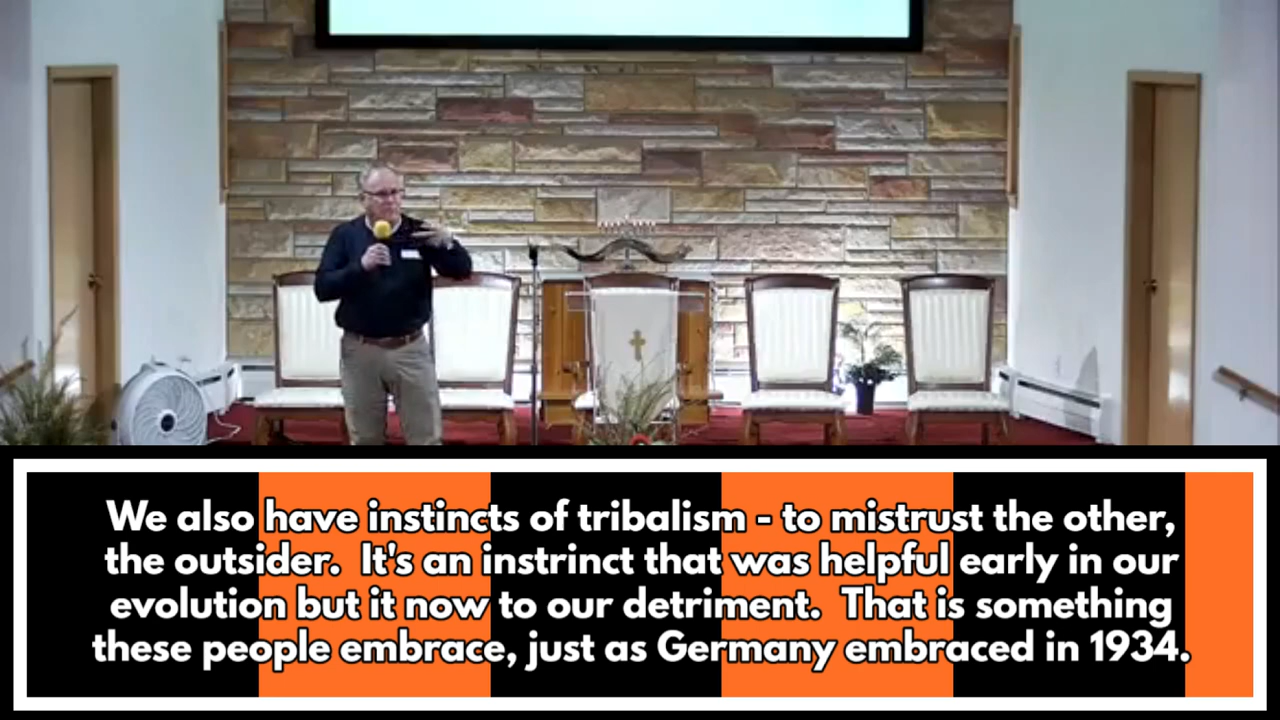 We also have instincts of tribalism - to mistrust the other,
the outsider.  It's an instrinct that was helpful early in our
evolution but it now to our detriment.  That is something
these people embrace, just as Germany embraced in 1934.